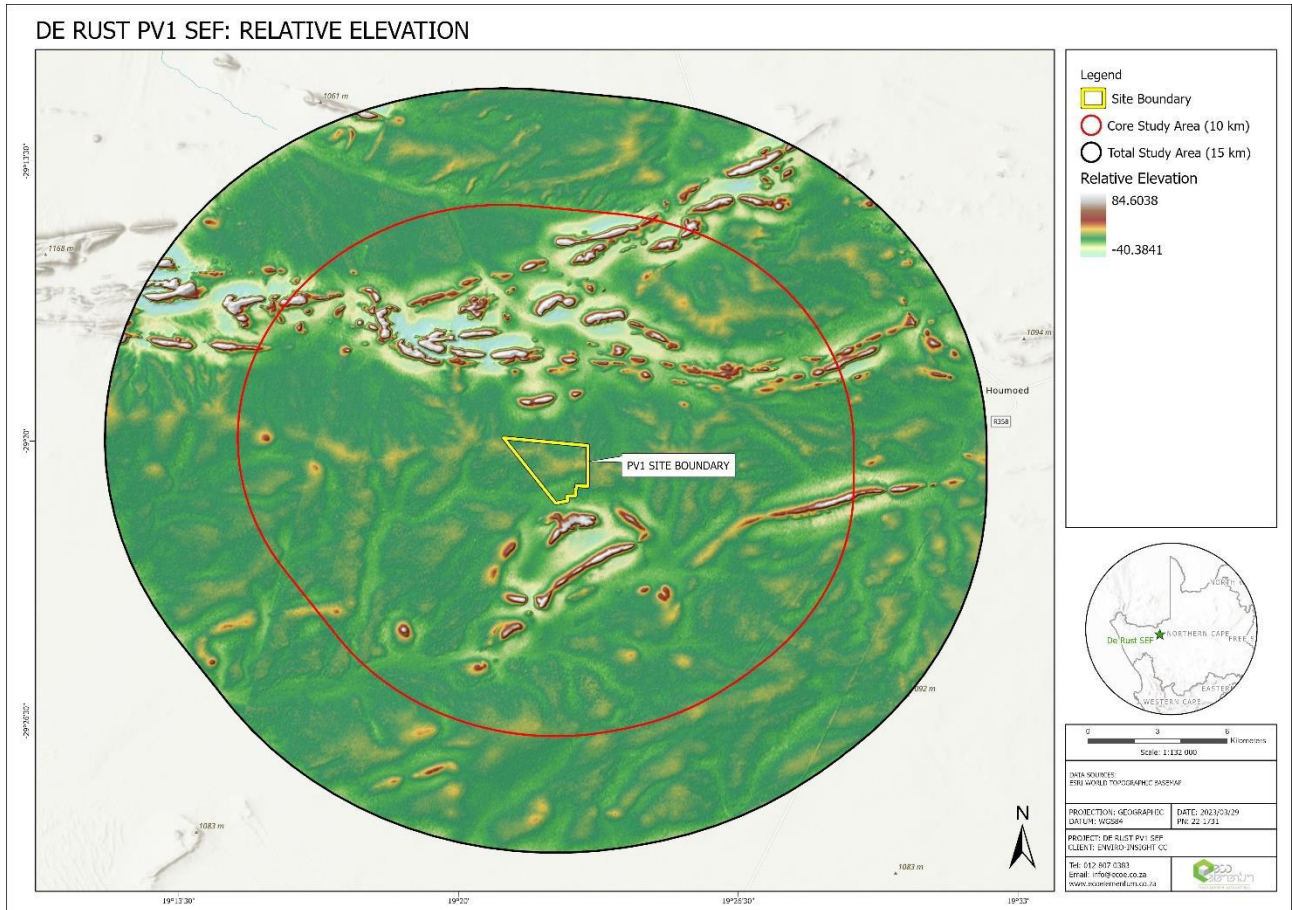 DE RUST PV1 SEF: RELATIVE ELEVATION
1061 m
1168 m
1094 m
Houmoed
R358
PV1 SITE BOUNDARY
092 m
1083 m
1083 m
N
-29°13'30"
-29°20'
-29°26'30"
19°13'30"
19°20'
19°26'30"
19°33'
Legend
Site Boundary
Core Study Area (10 km)
Total Study Area (15 km)
Relative Elevation
84.6038
-40.3841
NORTH
De Rust SEF
NORTHERN CAPE
FREE S
EASTER
WESTERN CAPE
0 3 6
Kilometers
Scale: 1:132 000
DATA SOURCES:
ESRI WORLD TOPOGRAPHIC BASEMAP
PROJECTION: GEOGRAPHIC
DATUM: WGS84
DATE: 2023/03/29
PN: 22-1731
PROJECT: DE RUST PV1 SEF
CLIENT: ENVIRO-INSIGHT CC
Tel: 012 807 0383
Email: info@ecoe.co.za
www.ecoelementum.co.za
eco
elementum